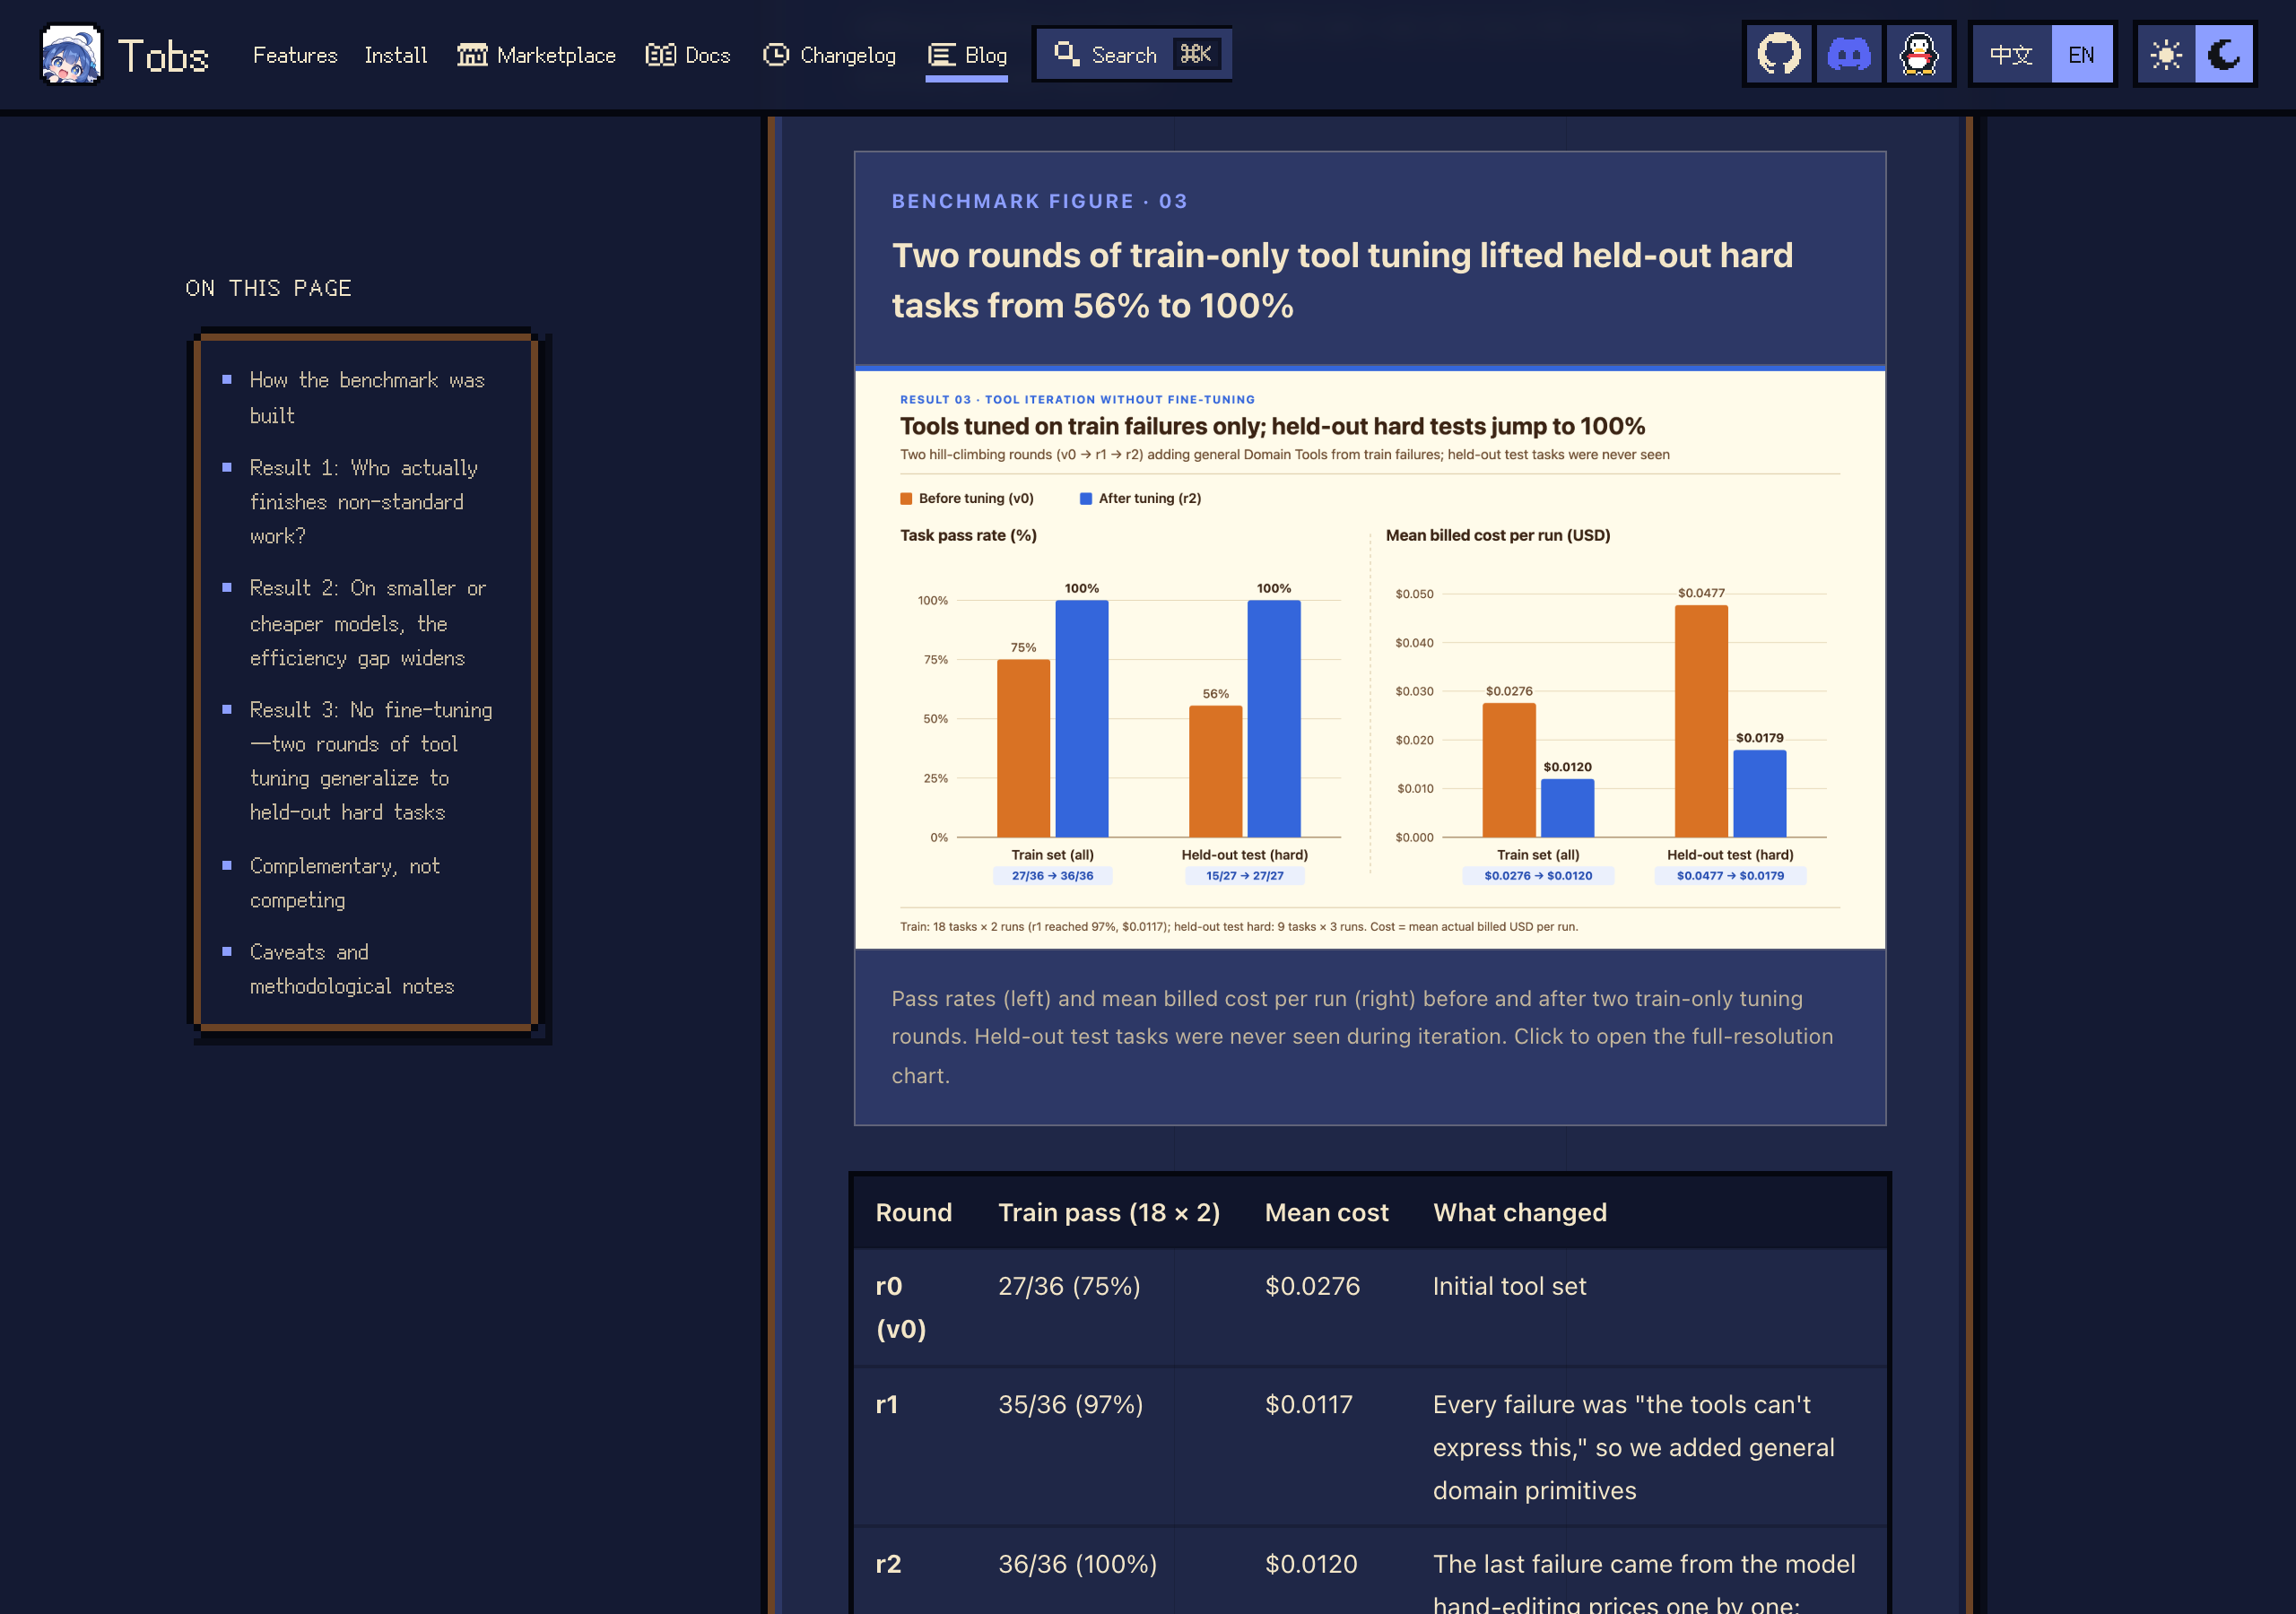 Tobs
Features
Install
Marketplace
Docs
Changelog
Blog
Search ⌘K
中文
EN
ON THIS PAGE
How the benchmark was
built
Result 1: Who actually
finishes non-standard
work?
Result 2: On smaller or
cheaper models, the
efficiency gap widens
Result 3: No fine-tuning
—two rounds of tool
tuning generalize to
held-out hard tasks
Complementary, not
competing
Caveats and
methodological notes
BENCHMARK FIGURE · 03
Two rounds of train-only tool tuning lifted held-out hard
tasks from 56% to 100%
RESULT 03 · TOOL ITERATION WITHOUT FINE-TUNING
Tools tuned on train failures only; held-out hard tests jump to 100%
Two hill-climbing rounds (v0 → r1 → r2) adding general Domain Tools from train failures; held-out test tasks were never seen
Before tuning (v0)
After tuning (r2)
Task pass rate (%)
100%
75%
50%
25%
0%
75%
100%
56%
100%
Train set (all)
27/36 → 36/36
Held-out test (hard)
15/27 → 27/27
Mean billed cost per run (USD)
$0.050
$0.040
$0.030
$0.020
$0.010
$0.000
$0.0276
$0.0120
$0.0477
$0.0179
Train set (all)
$0.0276 → $0.0120
Held-out test (hard)
$0.0477 → $0.0179
Train: 18 tasks × 2 runs (r1 reached 97%, $0.0117); held-out test hard: 9 tasks × 3 runs. Cost = mean actual billed USD per run.
Pass rates (left) and mean billed cost per run (right) before and after two train-only tuning
rounds. Held-out test tasks were never seen during iteration. Click to open the full-resolution
chart.
Round Train pass (18 × 2) Mean cost What changed
r0 27/36 (75%) $0.0276 Initial tool set
(v0)
r1 35/36 (97%) $0.0117 Every failure was "the tools can't
express this," so we added general
domain primitives
r2 36/36 (100%) $0.0120 The last failure came from the model
hand-editing prices one by one;